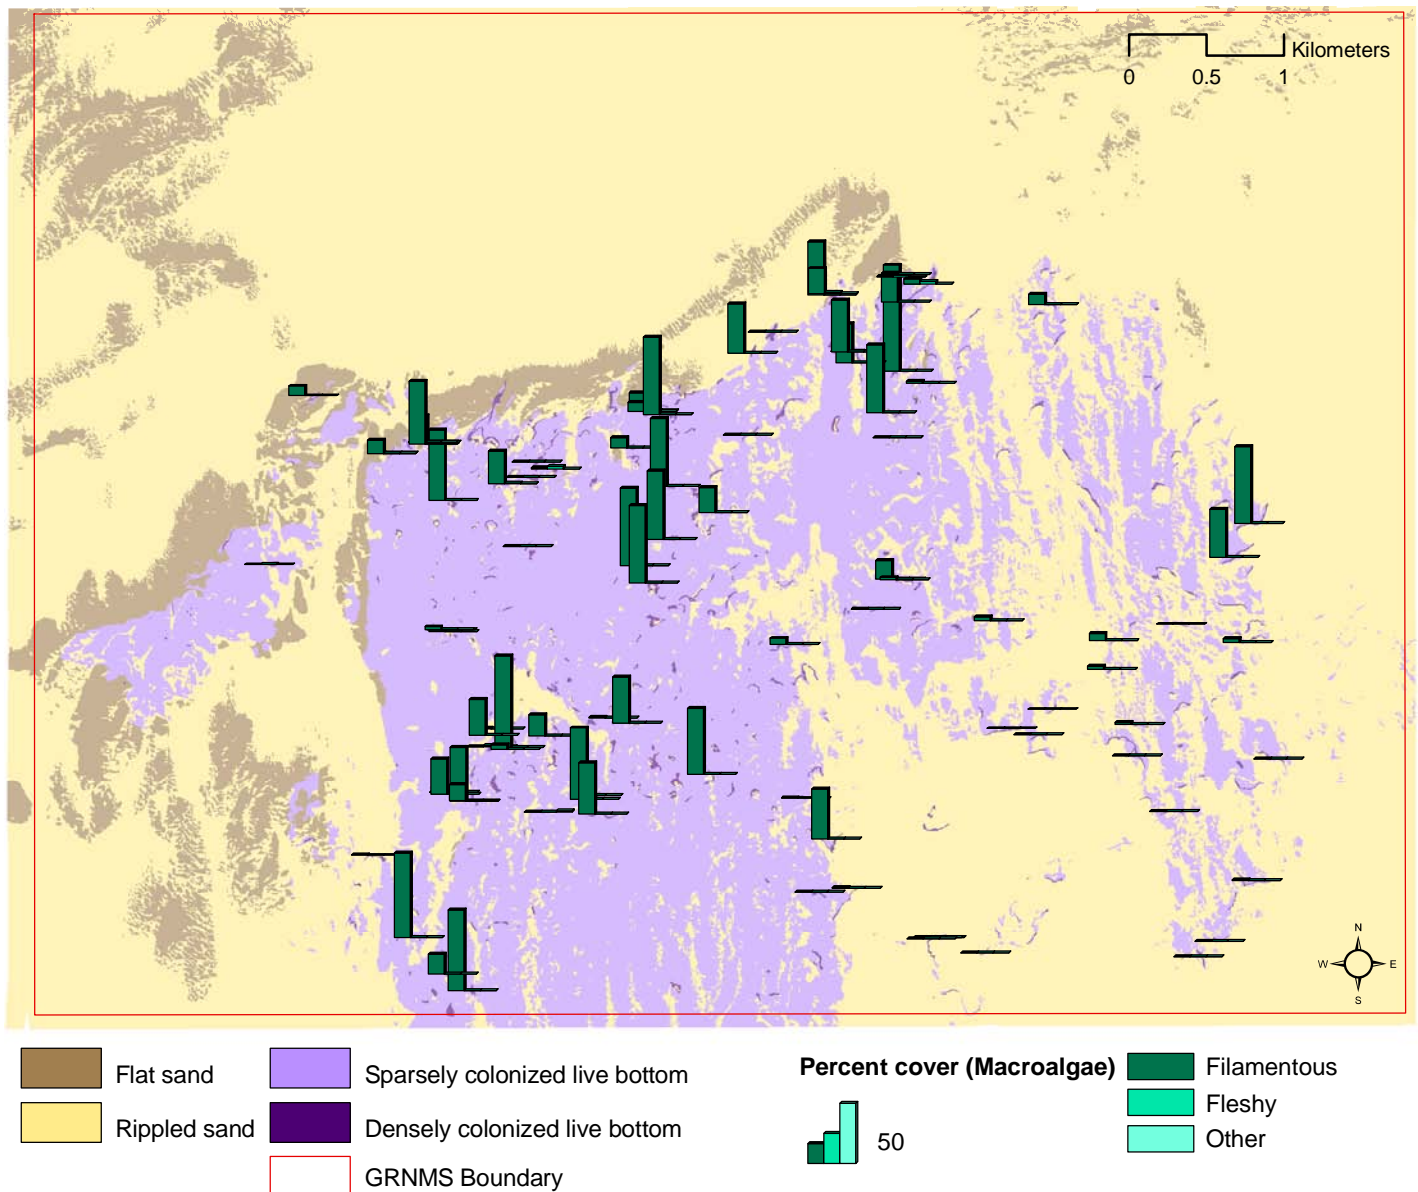 Kilometers
0 0.5 1
N
W E
S
Flat sand
Rippled sand
Sparsely colonized live bottom
Densely colonized live bottom
GRNMS Boundary
Percent cover (Macroalgae)
50
Filamentous
Fleshy
Other